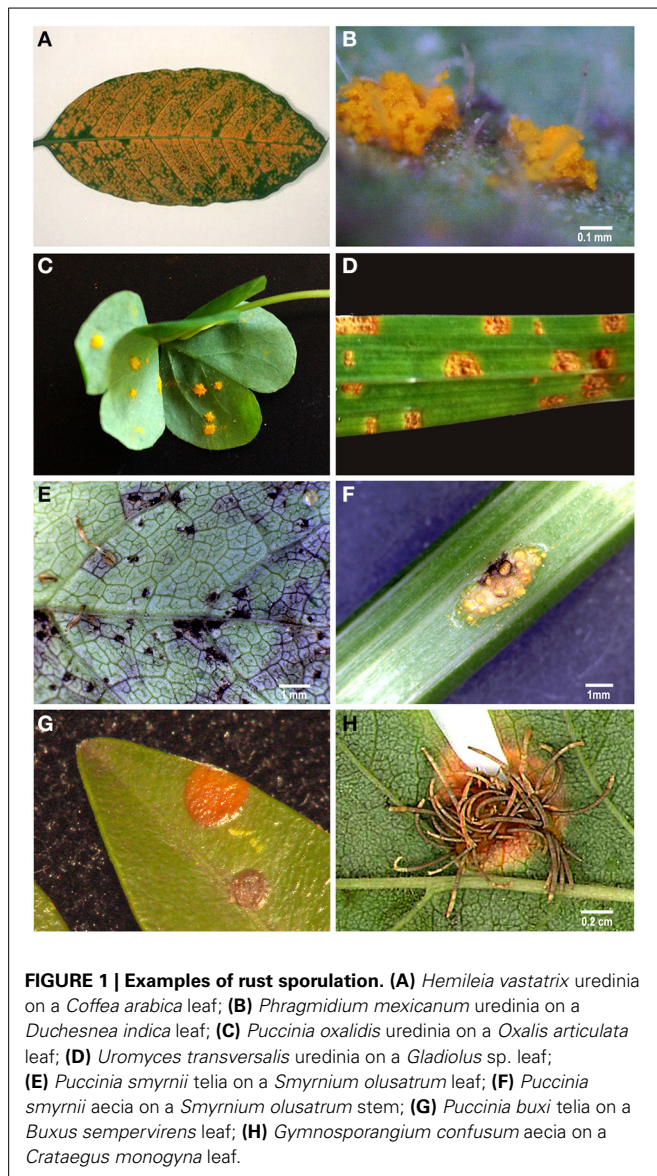 A
B
0.1 mm
C
D
E
1 mm
F
1mm
G
H
0.2 cm
FIGURE 1 | Examples of rust sporulation. (A) Hemileia vastatrix uredinia
on a Coffea arabica leaf; (B) Phragmidium mexicanum uredinia on a
Duchesnea indica leaf; (C) Puccinia oxalidis uredinia on a Oxalis articulata
leaf; (D) Uromyces transversalis uredinia on a Gladiolus sp. leaf;
(E) Puccinia smyrnii telia on a Smyrnium olusatrum leaf; (F) Puccinia
smyrnii aecia on a Smyrnium olusatrum stem; (G) Puccinia buxi telia on a
Buxus sempervirens leaf; (H) Gymnosporangium confusum aecia on a
Crataegus monogyna leaf.